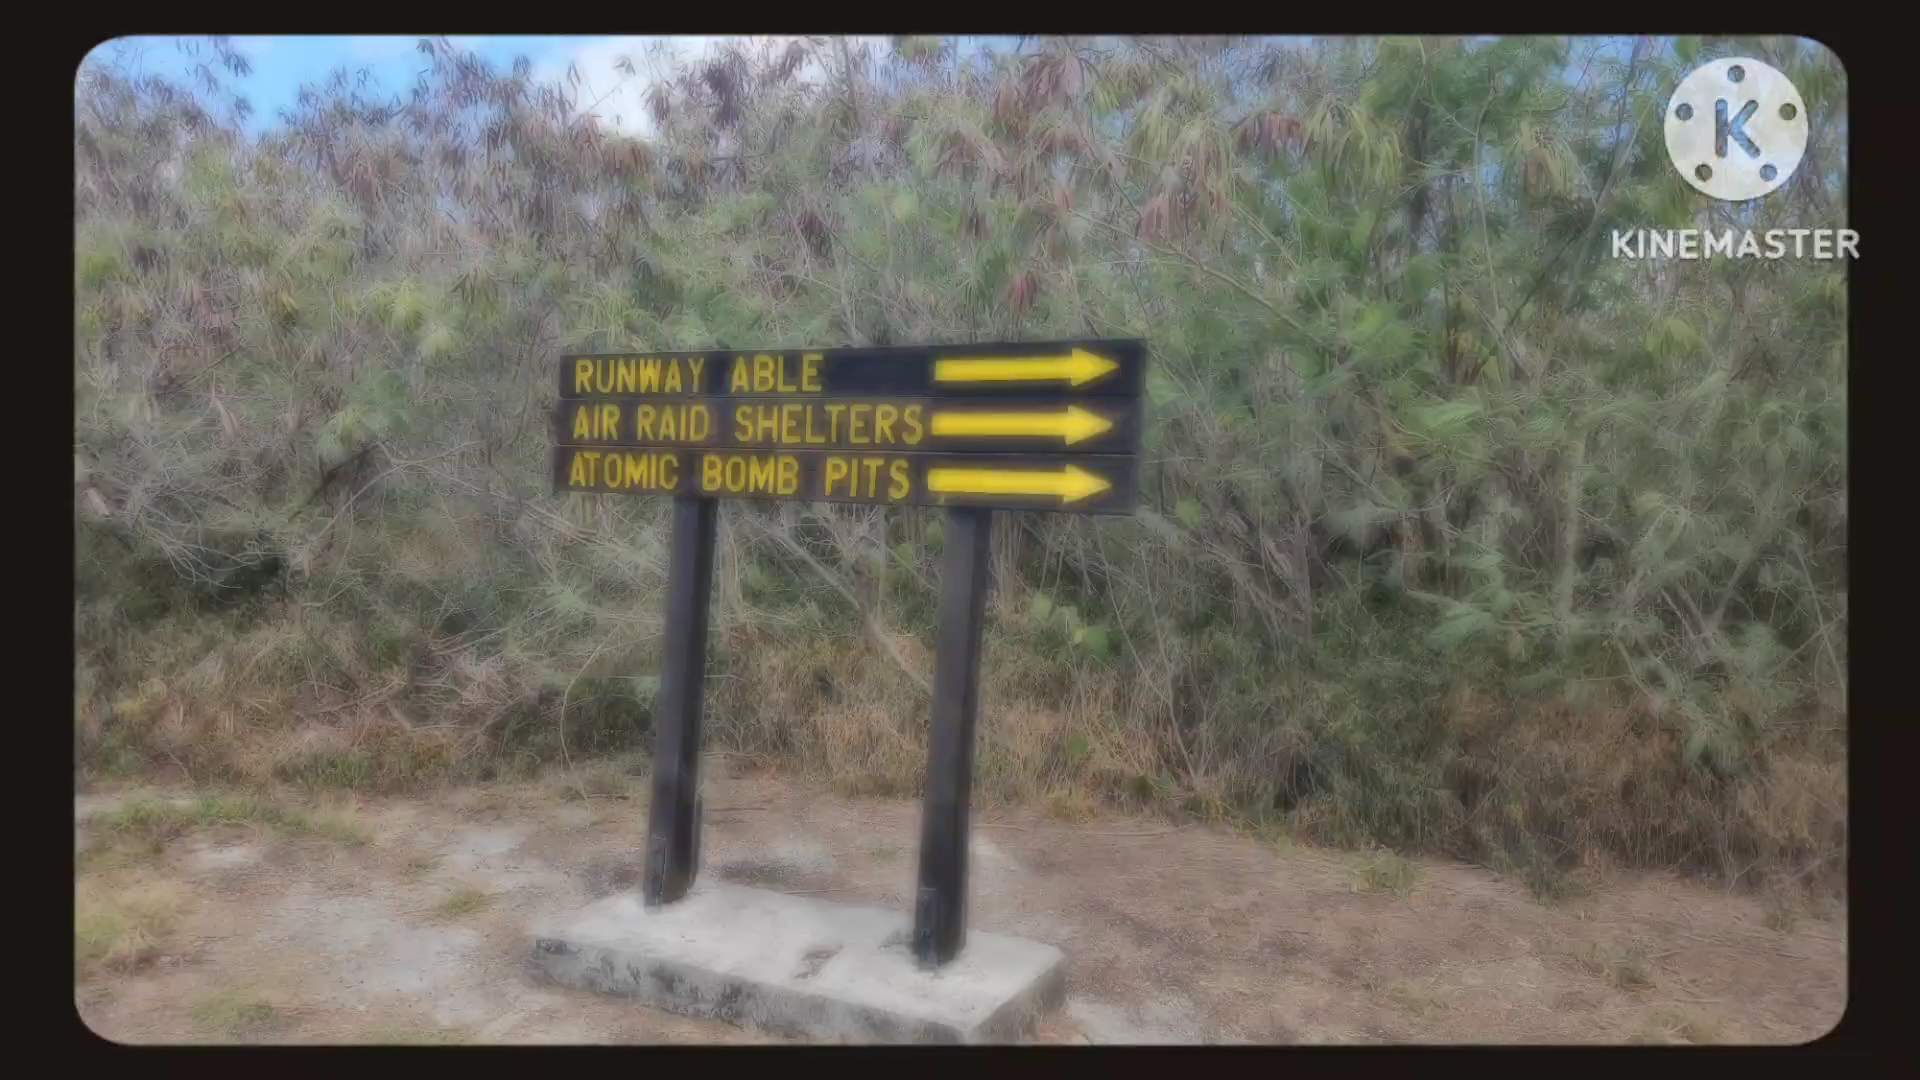 K
KINEMASTER
RUNWAY ABLE
AIR RAID SHELTERS
ATOMIC BOMB PITS